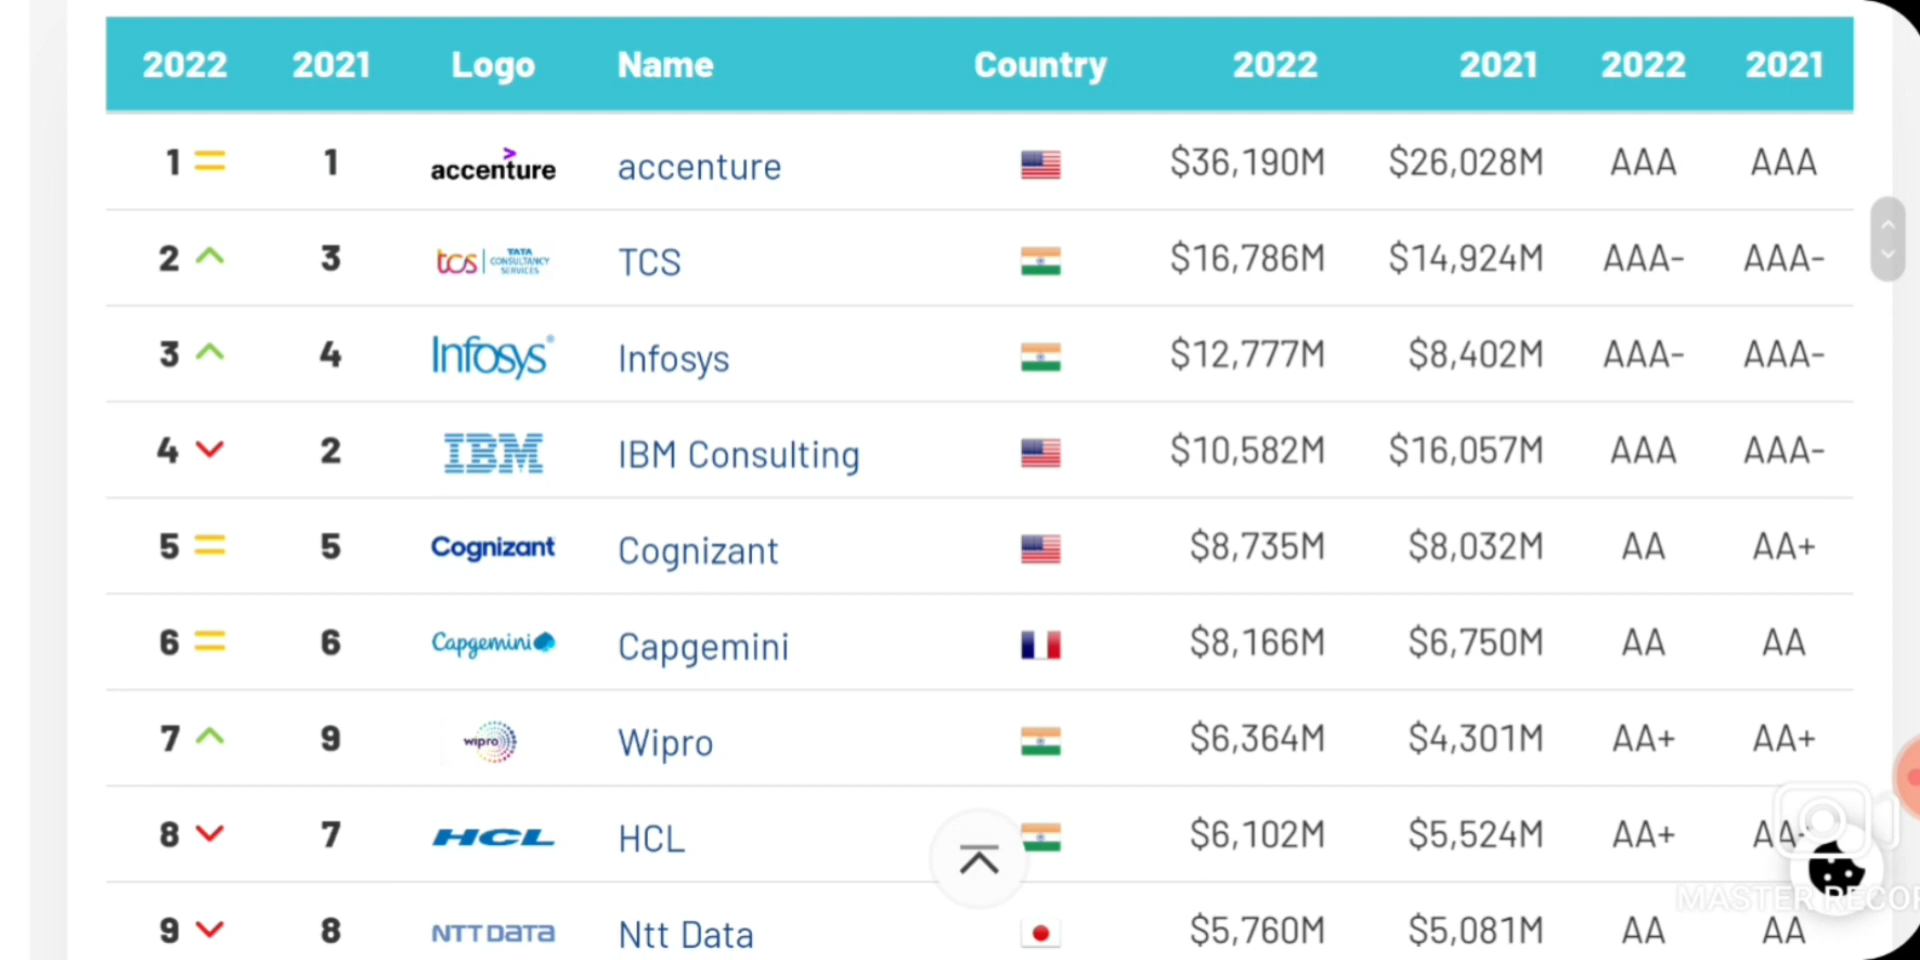 2022 2021 Logo Name Country 2022 2021 2022 2021
1 1 accenture accenture $36,190M $26,028M AAA AAA
2 3 tcs TATA CONSULTANCY SERVICES TCS $16,786M $14,924M AAA- AAA-
3 4 Infosys® Infosys $12,777M $8,402M AAA- AAA-
4 2 IBM IBM Consulting $10,582M $16,057M AAA AAA-
5 5 Cognizant Cognizant $8,735M $8,032M AA AA+
6 6 Capgemini Capgemini $8,166M $6,750M AA AA
7 9 wipro Wipro $6,364M $4,301M AA+ AA+
8 7 HCL HCL $6,102M $5,524M AA+
9 8 NTT DATA Ntt Data $5,760M $5,081M AA AA
MASTER